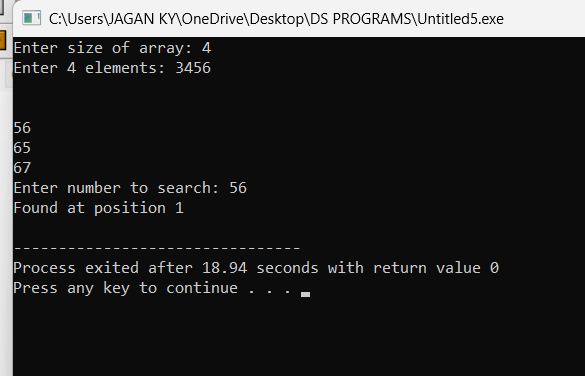 C:\Users\JAGAN KY\OneDrive\Desktop\DS PROGRAMS\Untitled5.exe
Enter size of array: 4
Enter 4 elements: 3456
56
65
67
Enter number to search: 56
Found at position 1
--------------------------------
Process exited after 18.94 seconds with return value 0
Press any key to continue . . .